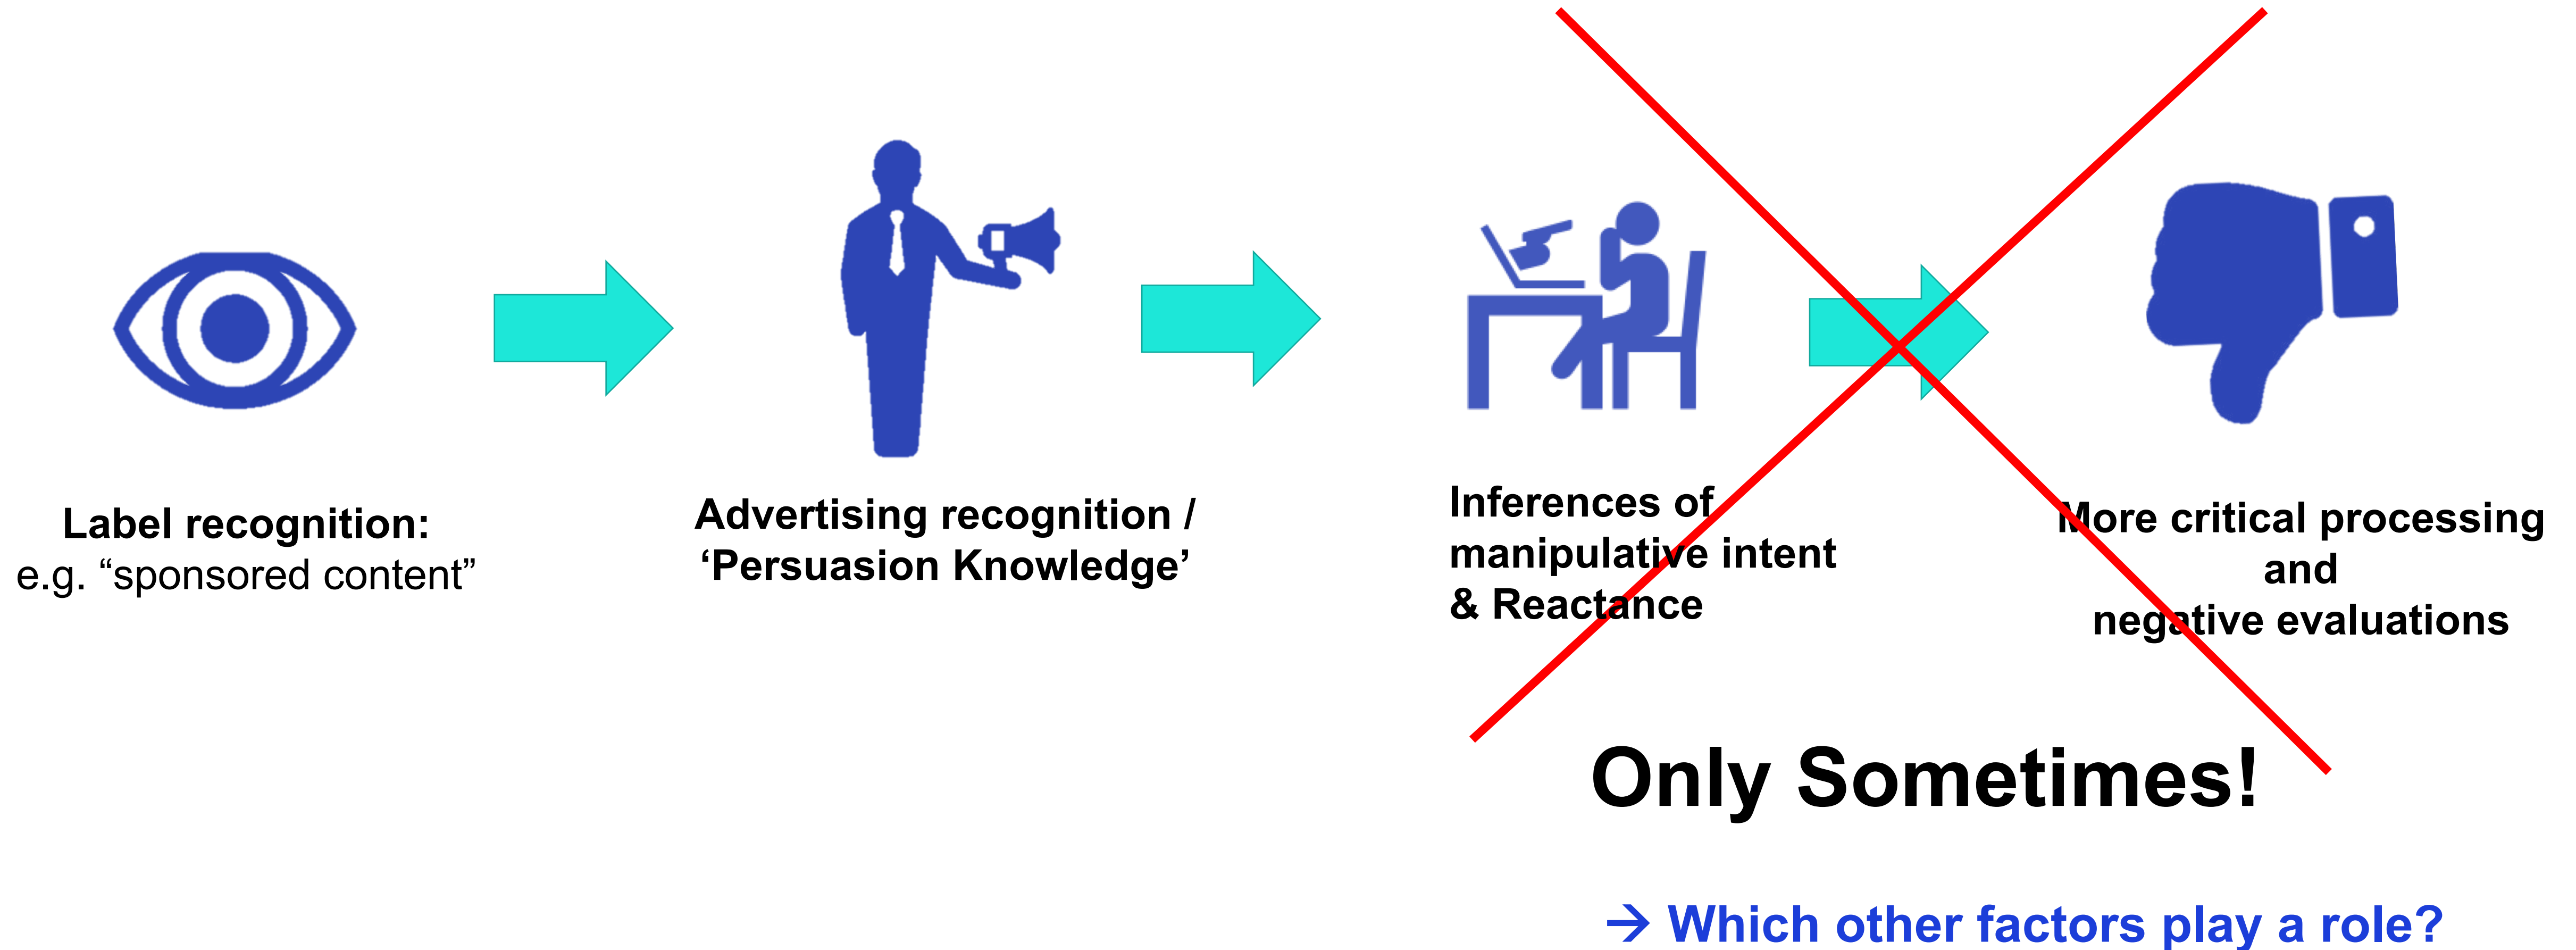 Label recognition:
e.g. “sponsored content”
Advertising recognition /
‘Persuasion Knowledge’
Inferences of
manipulative intent
& Reactance
More critical processing
and
negative evaluations
Only Sometimes!
→ Which other factors play a role?